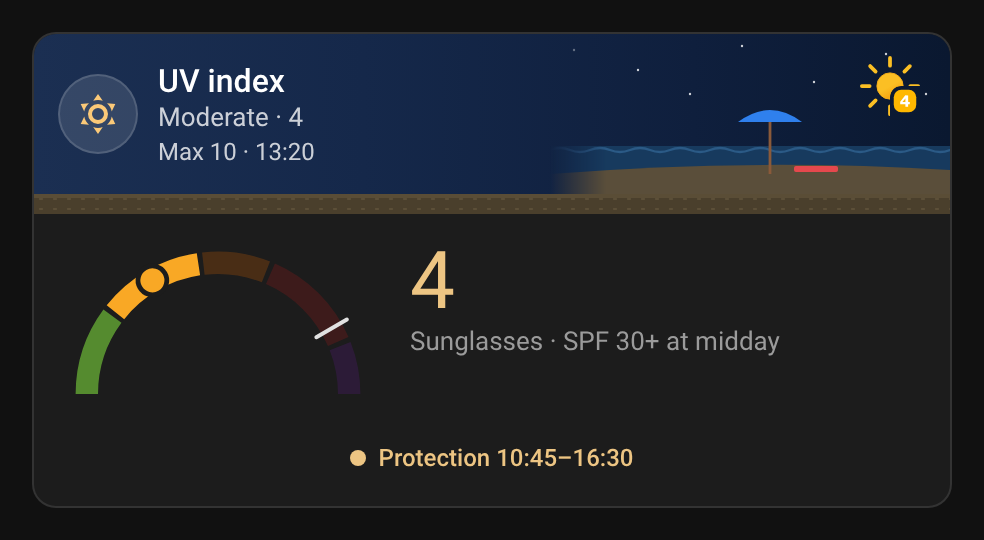 UV index
Moderate · 4
Max 10 · 13:20
4
4
Sunglasses · SPF 30+ at midday
Protection 10:45–16:30